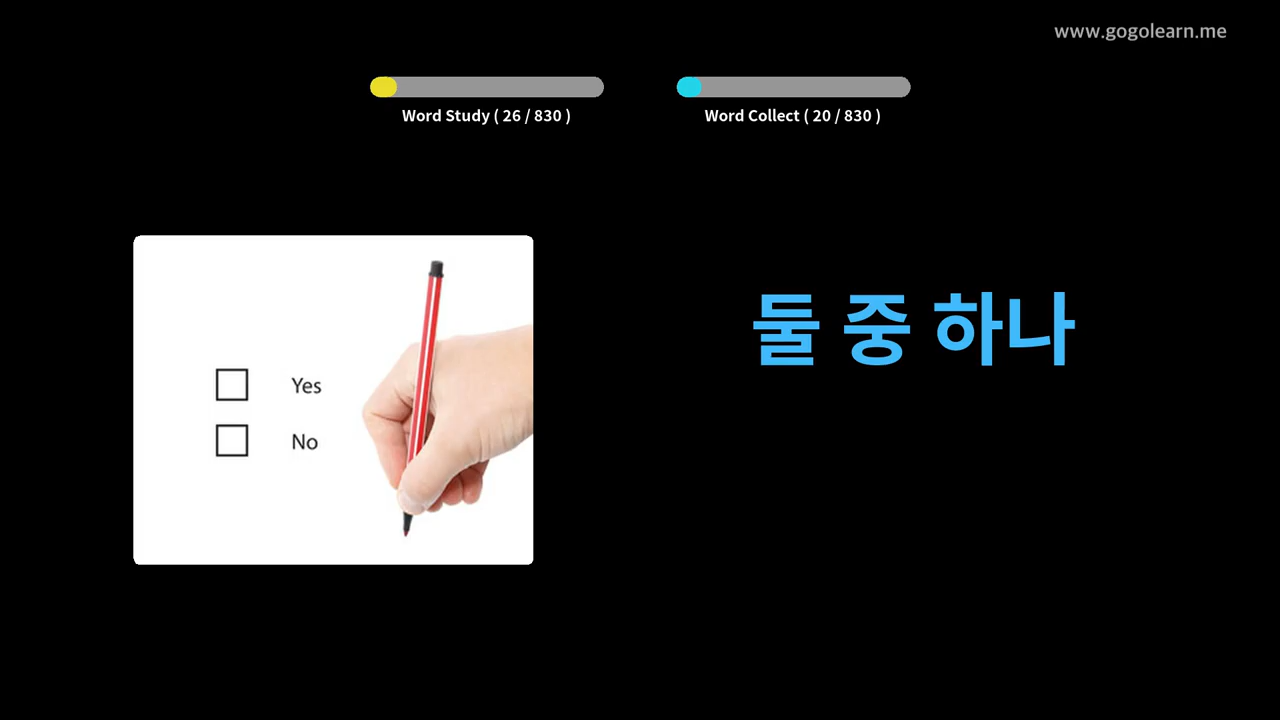 www.gogolearn.me
Word Study ( 26 / 830 )
Word Collect ( 20 / 830 )
Yes
No
둘 중 하나